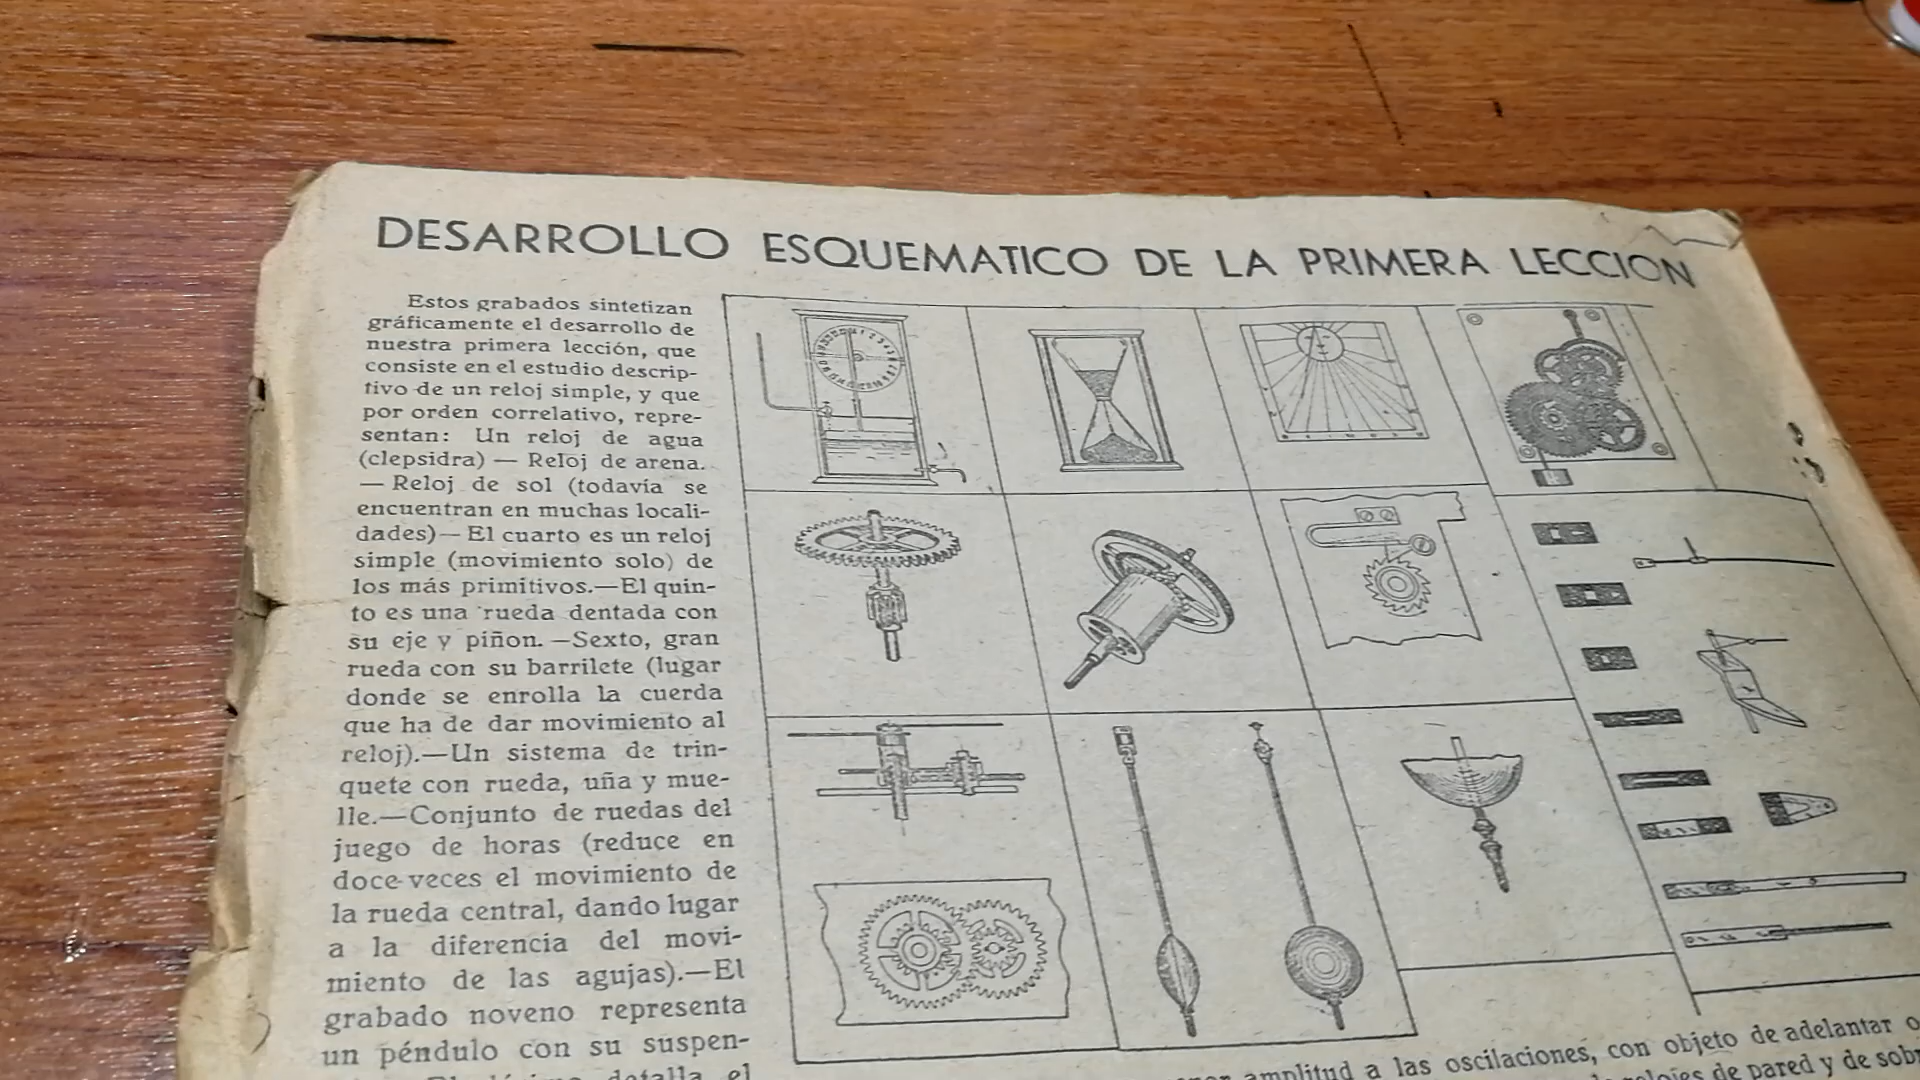 DESARROLLO ESQUEMATICO DE LA PRIMERA LECCION
Estos grabados sintetizan
gráficamente el desarrollo de
nuestra primera lección, que
consiste en el estudio descrip-
tivo de un reloj simple, y que
por orden correlativo, repre-
sentan: Un reloj de agua
(clepsidra) — Reloj de arena.
— Reloj de sol (todavía se
encuentran en muchas locali-
dades)— El cuarto es un reloj
simple (movimiento solo) de
los más primitivos.—El quin-
to es una rueda dentada con
su eje y piñon. —Sexto, gran
rueda con su barrilete (lugar
donde se enrolla la cuerda
que ha de dar movimiento al
reloj).—Un sistema de trin-
quete con rueda, uña y mue-
lle.—Conjunto de ruedas del
juego de horas (reduce en
doce veces el movimiento de
la rueda central, dando lugar
a la diferencia del movi-
miento de las agujas).—El
grabado noveno representa
un péndulo con su suspen-
detalla el
amplitud a las oscilaciones, con objeto de adelantar o
relojes de pared y de